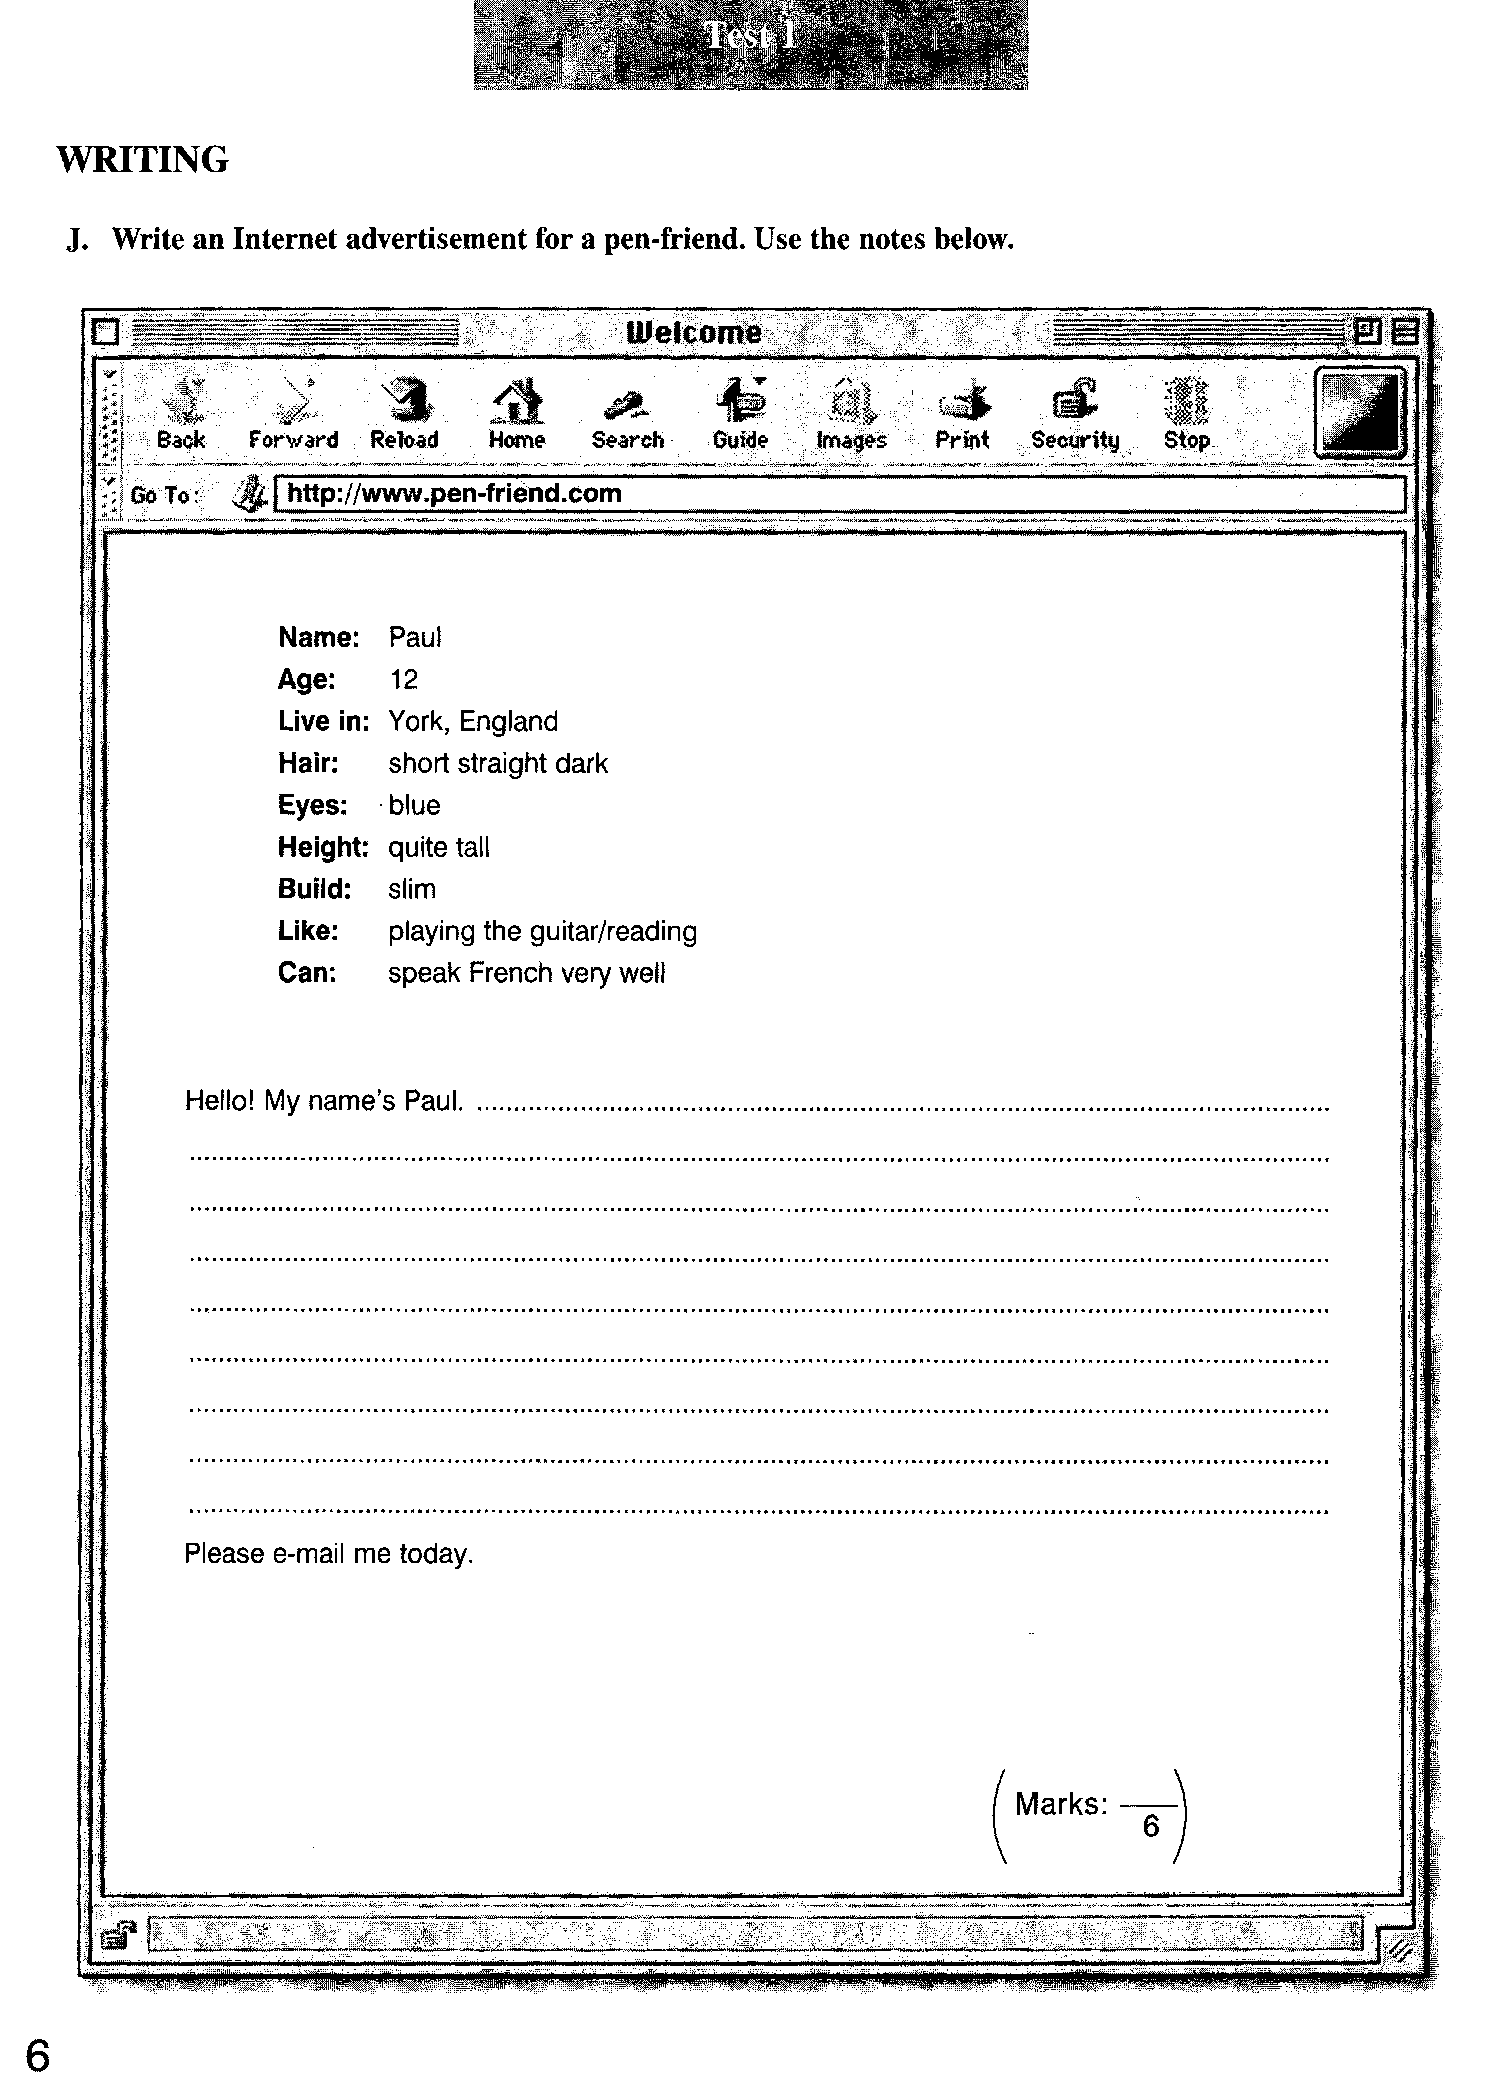 Test 1
WRITING
J. Write an Internet advertisement for a pen-friend. Use the notes below.
Welcome
Back Forward Reload Home Search Guide Images Print Security Stop
Go To: http://www.pen-friend.com
Name: Paul
Age: 12
Live in: York, England
Hair: short straight dark
Eyes: blue
Height: quite tall
Build: slim
Like: playing the guitar/reading
Can: speak French very well
Hello! My name's Paul.
Please e-mail me today.
Marks:
6
6